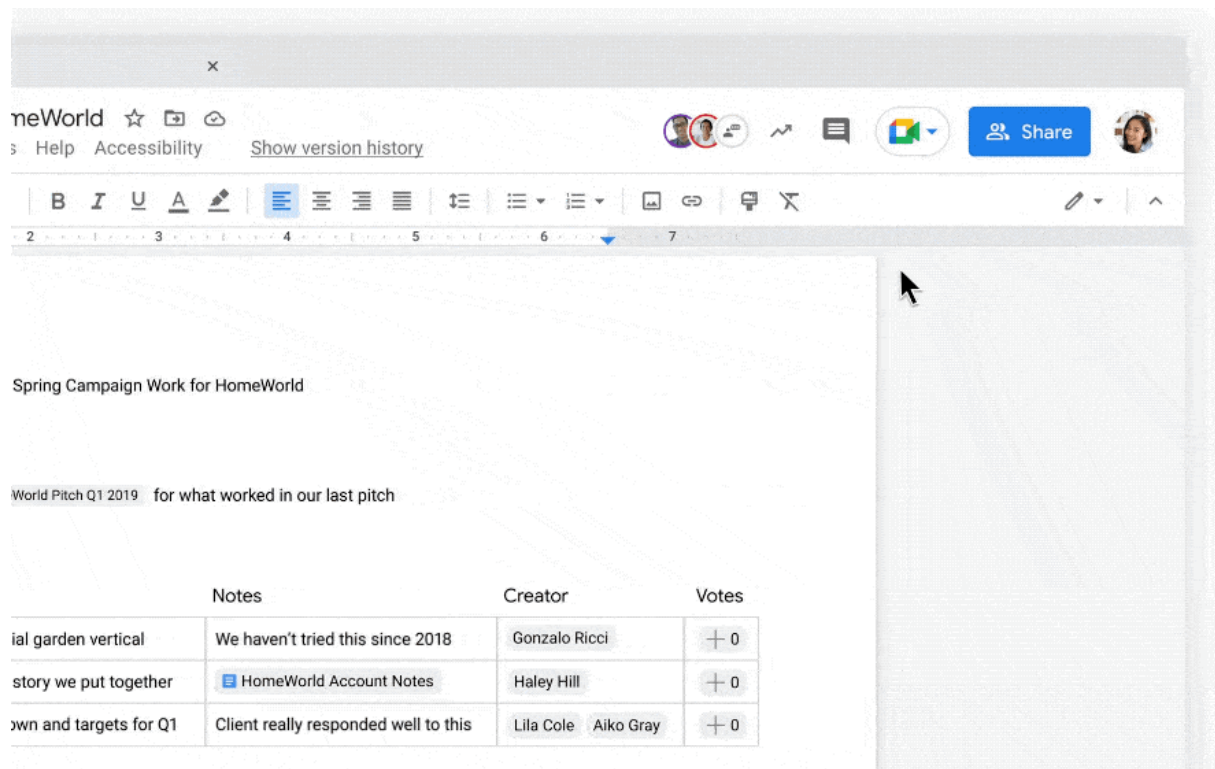 meWorld
s Help Accessibility Show version history
Share
B I U A
2 3 4 5 6 7
Spring Campaign Work for HomeWorld
World Pitch Q1 2019 for what worked in our last pitch
Notes Creator Votes
ial garden vertical We haven't tried this since 2018 Gonzalo Ricci + 0
story we put together HomeWorld Account Notes Haley Hill + 0
own and targets for Q1 Client really responded well to this Lila Cole Aiko Gray + 0